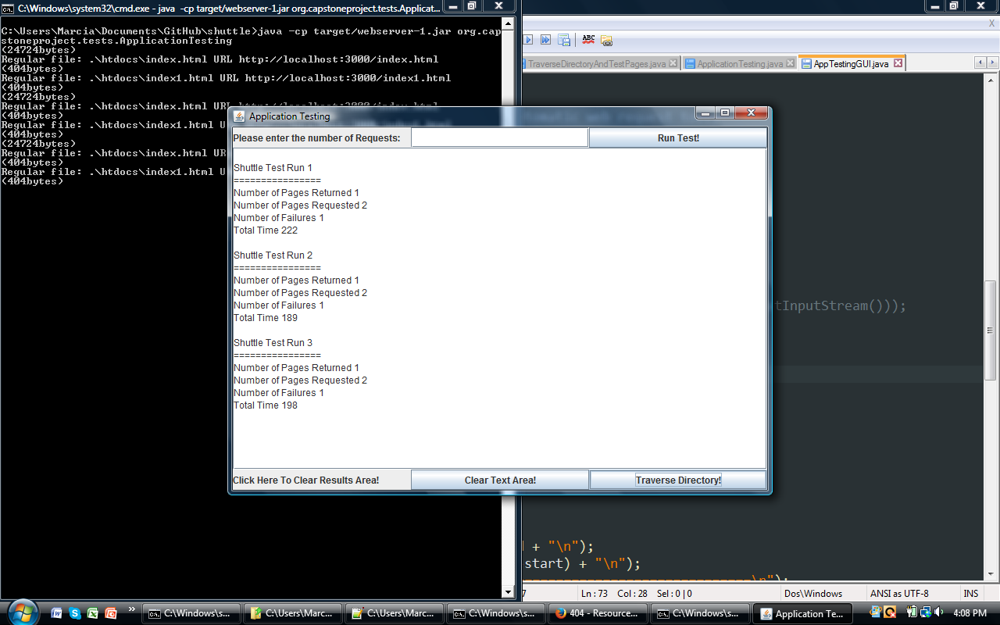 C:\Windows\system32\cmd.exe - java -cp target/webserver-1.jar org.capstoneproject.tests.Applicat...
C:\Users\Marcia\Documents\GitHub\shuttle>java -cp target/webserver-1.jar org.cap
stoneproject.tests.ApplicationTesting
(24724bytes)
Regular file: .\htdocs\index.html URL http://localhost:3000/index.html
(404bytes)
Regular file: .\htdocs\index1.html URL http://localhost:3000/index1.html
(404bytes)
(24724bytes)
Regular file: .\htdocs\index.html URL http://localhost:3000/index.html
(404bytes)
Regular file: .\htdocs\index1.html U
(404bytes)
(24724bytes)
Regular file: .\htdocs\index.html UR
(404bytes)
Regular file: .\htdocs\index1.html U
(404bytes)
X
ABC
TraverseDirectoryAndTestPages.java ApplicationTesting.java AppTestingGUI.java
tInputStream()));
+ "\n");
start) + "\n");
Application Testing
Please enter the number of Requests: Run Test!
Shuttle Test Run 1
================
Number of Pages Returned 1
Number of Pages Requested 2
Number of Failures 1
Total Time 222
Shuttle Test Run 2
================
Number of Pages Returned 1
Number of Pages Requested 2
Number of Failures 1
Total Time 189
Shuttle Test Run 3
================
Number of Pages Returned 1
Number of Pages Requested 2
Number of Failures 1
Total Time 198
Click Here To Clear Results Area! Clear Text Area! Traverse Directory!
7 Ln : 73 Col : 28 Sel : 0 | 0 Dos\Windows ANSI as UTF-8 INS
» C:\Windows\s... C:\Users\Marc... C:\Users\Marc... C:\Windows\s... 404 - Resource... C:\Windows\s... Application Te... 4:08 PM